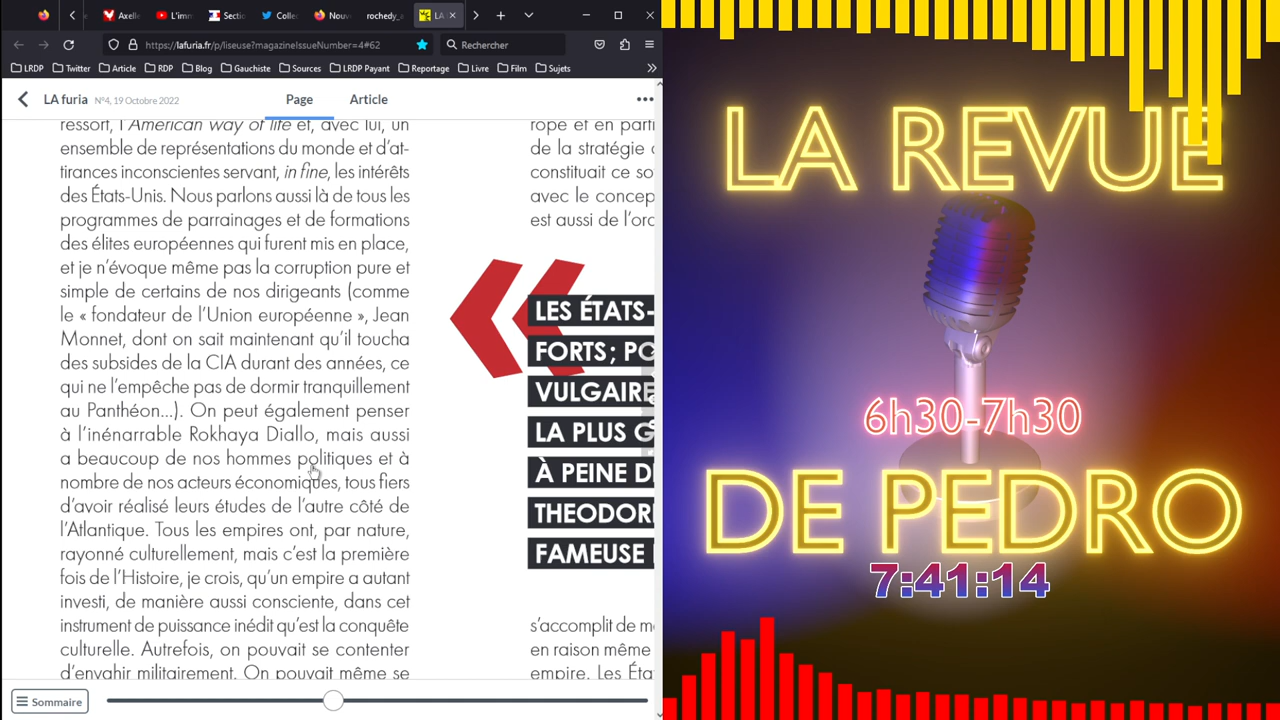 Axelle
L'imm
Secti
Collec
Nouv
rochedy_
LA
https://lafuria.fr/p/liseuse?magazineIssueNumber=4#62
Rechercher
LRDP
Twitter
Article
RDP
Blog
Gauchiste
Sources
LRDP Payant
Reportage
Livre
Film
Sujets
LA furia N°4, 19 Octobre 2022
Page
Article
ressort, l'American way of life et, avec lui, un
ensemble de représentations du monde et d'at-
tirances inconscientes servant, in fine, les intérêts
des États-Unis. Nous parlons aussi là de tous les
programmes de parrainages et de formations
des élites européennes qui furent mis en place,
et je n'évoque même pas la corruption pure et
simple de certains de nos dirigeants (comme
le « fondateur de l'Union européenne », Jean
Monnet, dont on sait maintenant qu'il toucha
des subsides de la CIA durant des années, ce
qui ne l'empêche pas de dormir tranquillement
au Panthéon...). On peut également penser
à l'inénarrable Rokhaya Diallo, mais aussi
a beaucoup de nos hommes politiques et à
nombre de nos acteurs économiques, tous fiers
d'avoir réalisé leurs études de l'autre côté de
l'Atlantique. Tous les empires ont, par nature,
rayonné culturellement, mais c'est la première
fois de l'Histoire, je crois, qu'un empire a autant
investi, de manière aussi consciente, dans cet
instrument de puissance inédit qu'est la conquête
culturelle. Autrefois, on pouvait se contenter
d'envahir militairement. On pouvait même se
rope et en parti
de la stratégie
constituait ce so
avec le concep
est aussi de l'orc
LES ÉTATS-
FORTS ; PO
VULGAIRE
LA PLUS G
À PEINE D
THEODOR
FAMEUSE
s'accomplit de m
en raison même
empire. Les Éta
Sommaire
LA REVUE
6h30-7h30
DE PEDRO
7:41:14